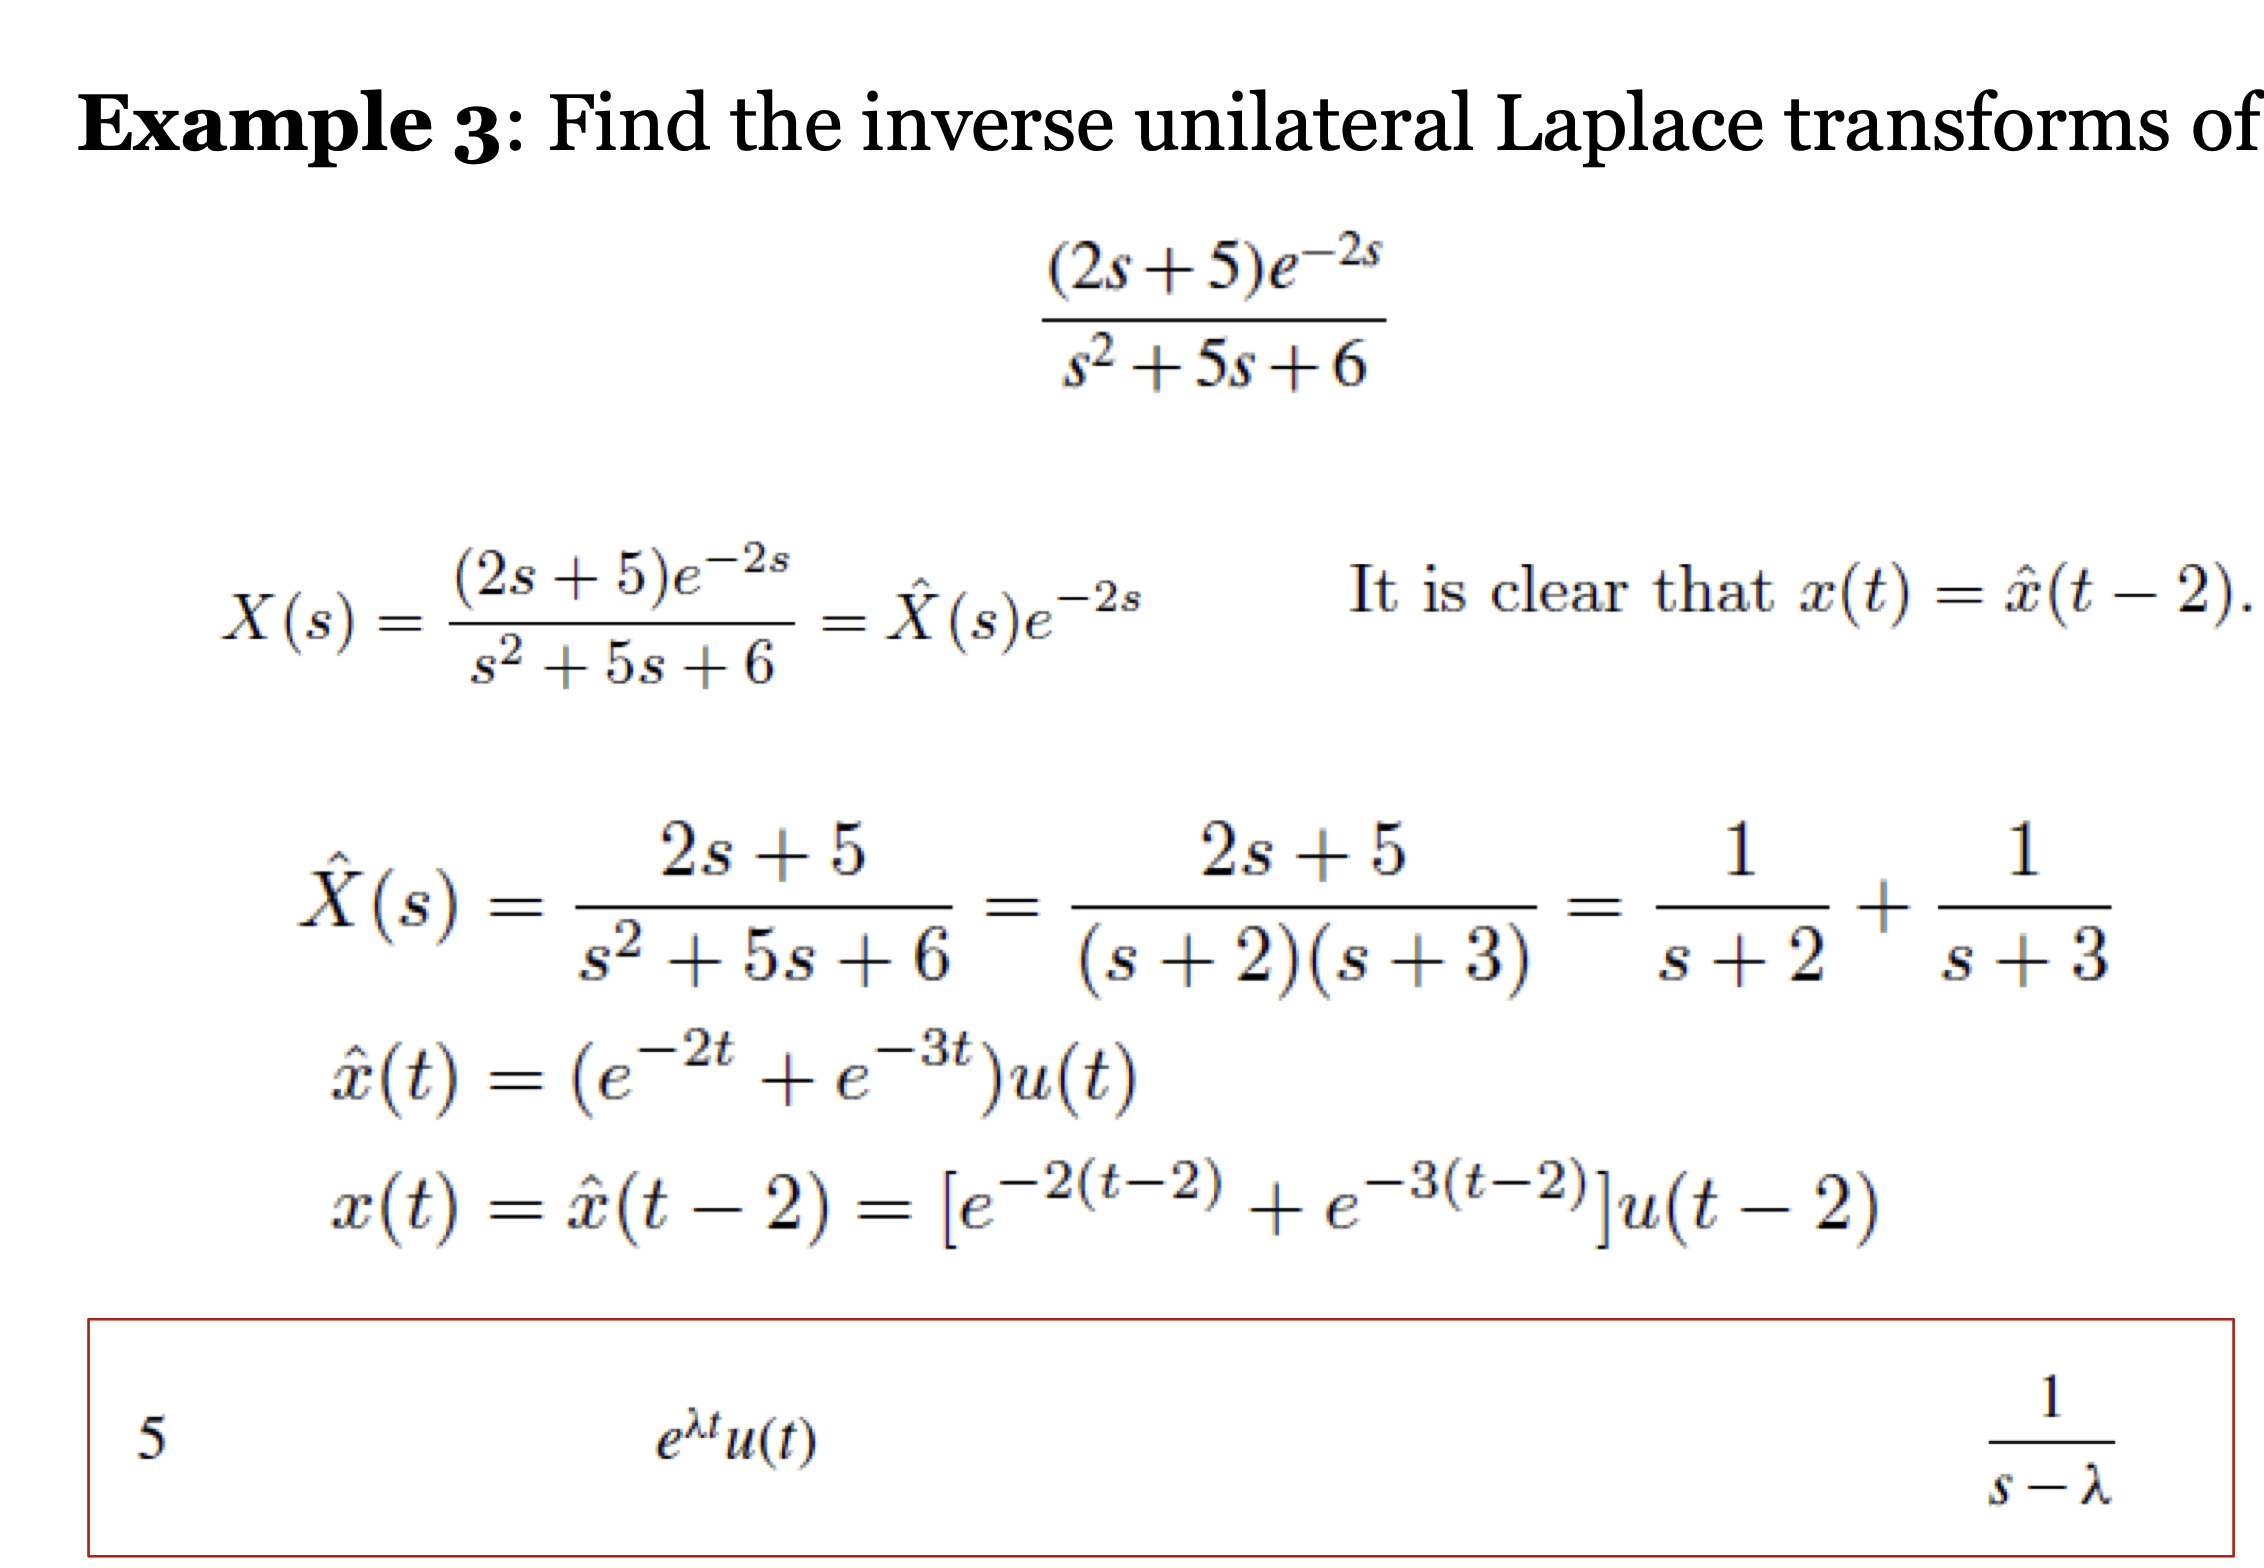 Example 3: Find the inverse unilateral Laplace transforms of
\frac{(2s+5)e^{-2s}}{s^2+5s+6}
X(s) = \frac{(2s+5)e^{-2s}}{s^2+5s+6} = \hat{X}(s)e^{-2s} It is clear that x(t) = \hat{x}(t-2).
\hat{X}(s) = \frac{2s+5}{s^2+5s+6} = \frac{2s+5}{(s+2)(s+3)} = \frac{1}{s+2} + \frac{1}{s+3}
\hat{x}(t) = (e^{-2t} + e^{-3t})u(t)
x(t) = \hat{x}(t-2) = [e^{-2(t-2)} + e^{-3(t-2)}]u(t-2)
5 e^{λt}u(t) \frac{1}{s-λ}